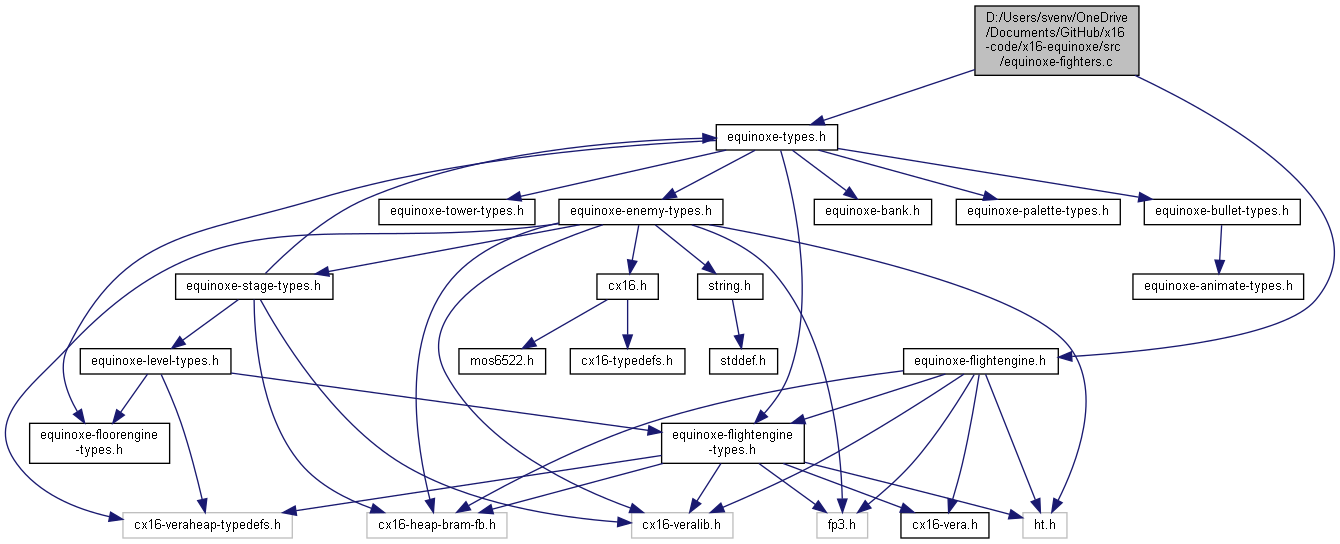 D:/Users/svenw/OneDrive
/Documents/GitHub/x16
-code/x16-equinoxe/src
/equinoxe-fighters.c
equinoxe-types.h
equinoxe-tower-types.h
equinoxe-enemy-types.h
equinoxe-bank.h
equinoxe-palette-types.h
equinoxe-bullet-types.h
equinoxe-stage-types.h
cx16.h
string.h
equinoxe-animate-types.h
equinoxe-level-types.h
mos6522.h
cx16-typedefs.h
stddef.h
equinoxe-flightengine.h
equinoxe-floorengine
-types.h
equinoxe-flightengine
-types.h
cx16-veraheap-typedefs.h
cx16-heap-bram-fb.h
cx16-veralib.h
fp3.h
cx16-vera.h
ht.h